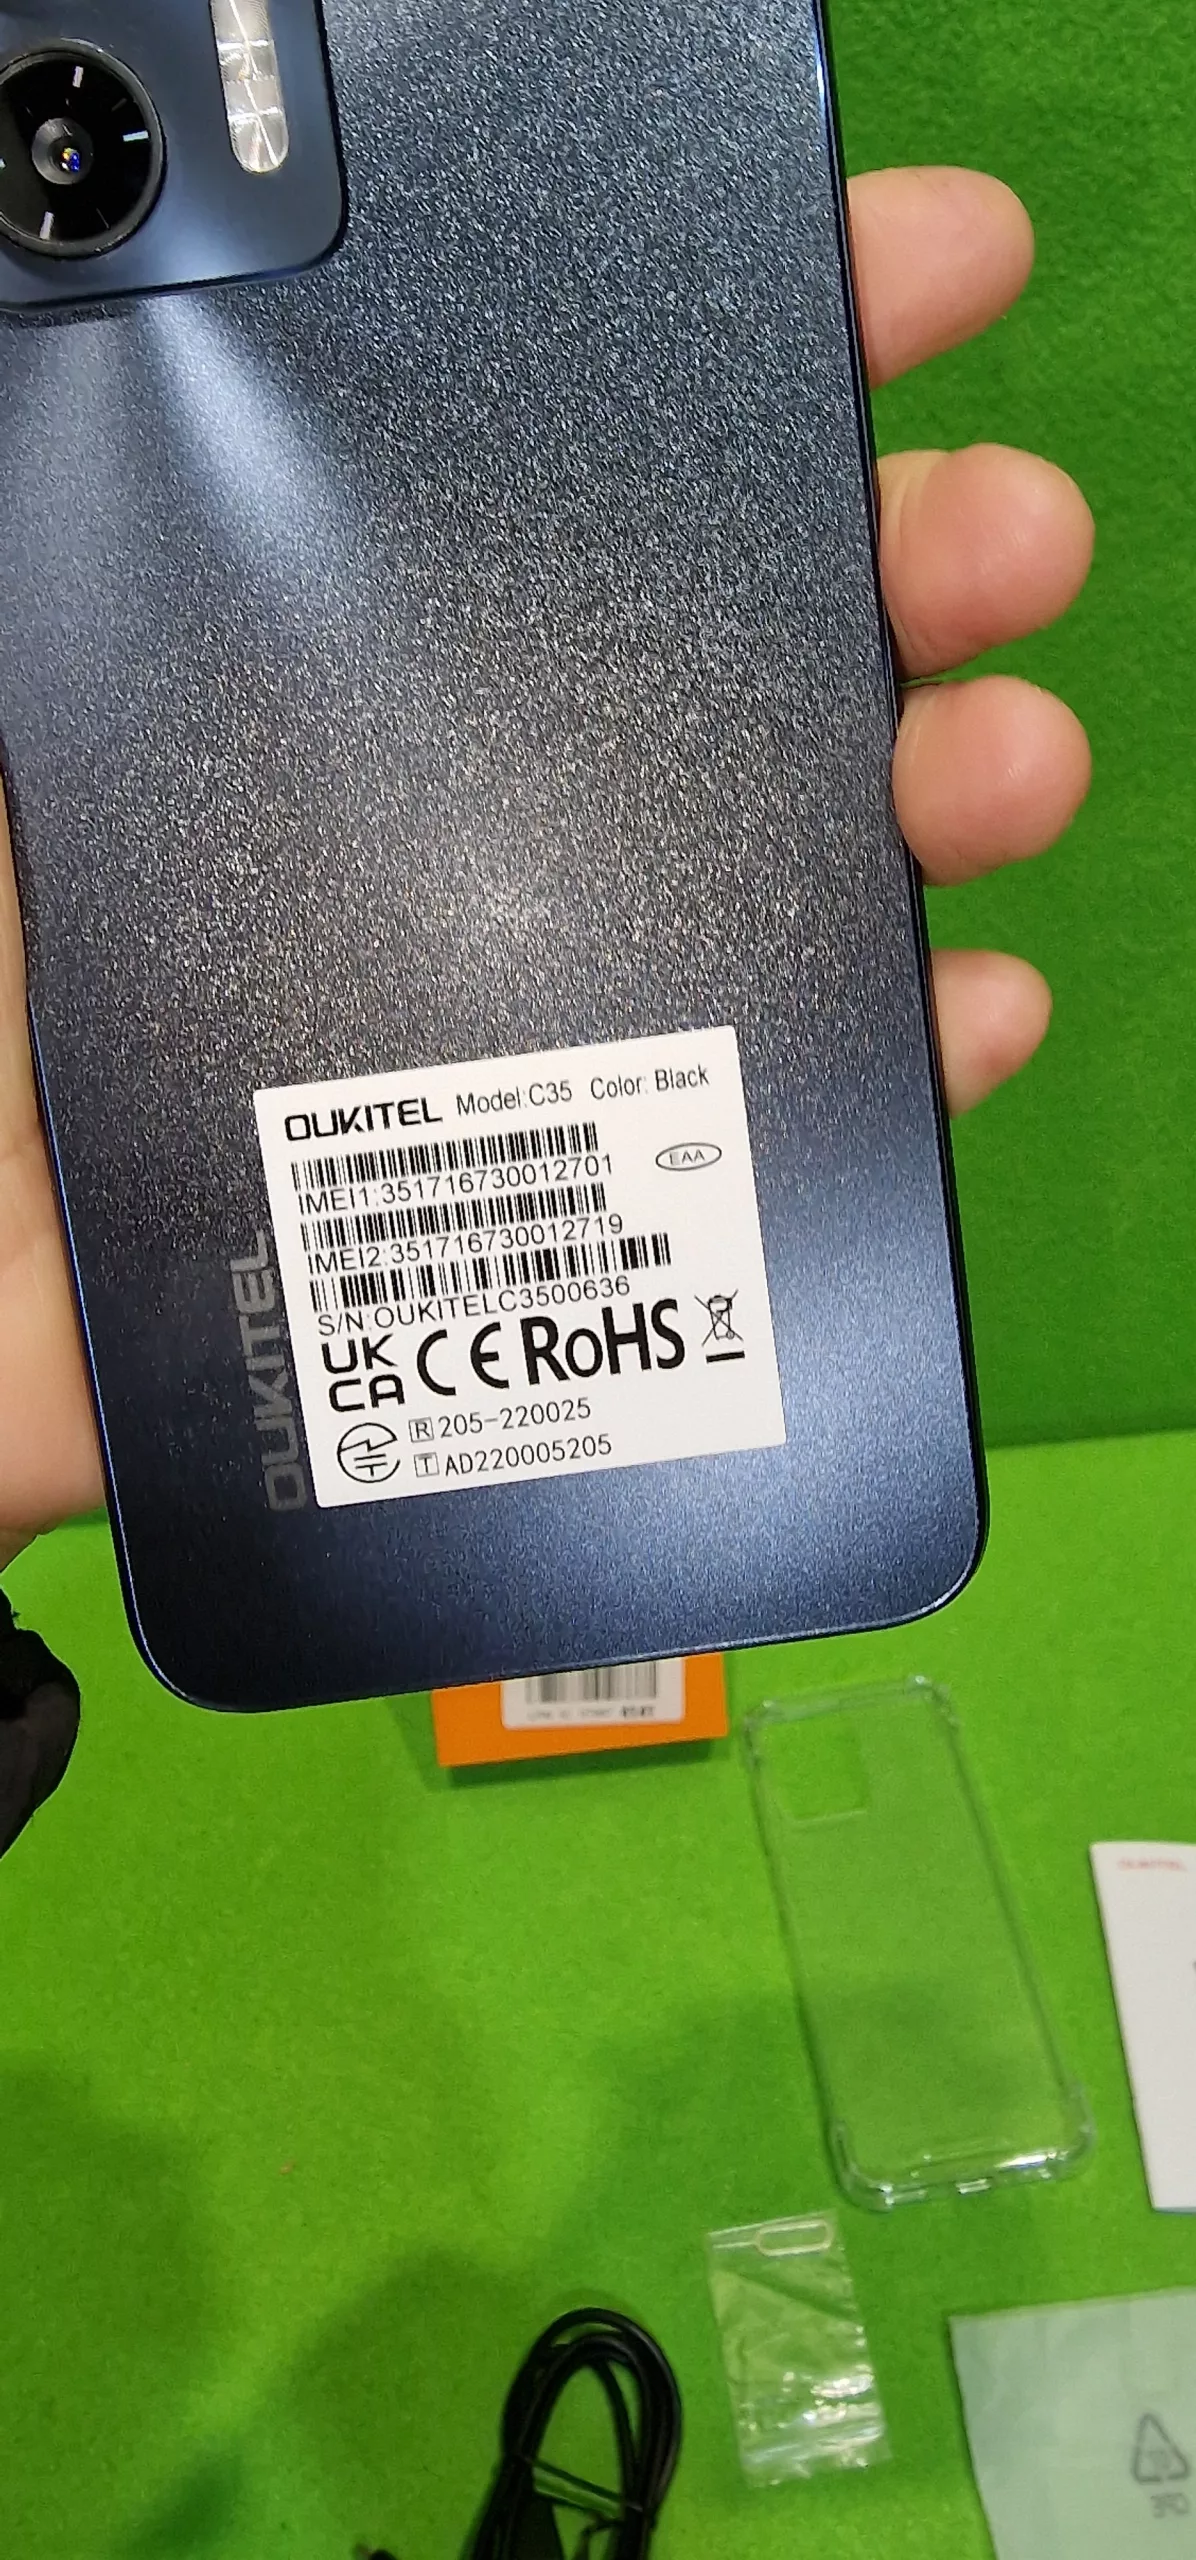 OUKITEL Model:C35 Color: Black
IMEI1:351716730012701
EAA
IMEI2:351716730012719
S/N:OUKITELC3500636
UK
CA CE RoHS
R 205-220025
T AD220005205
OUKITEL
OUKITEL